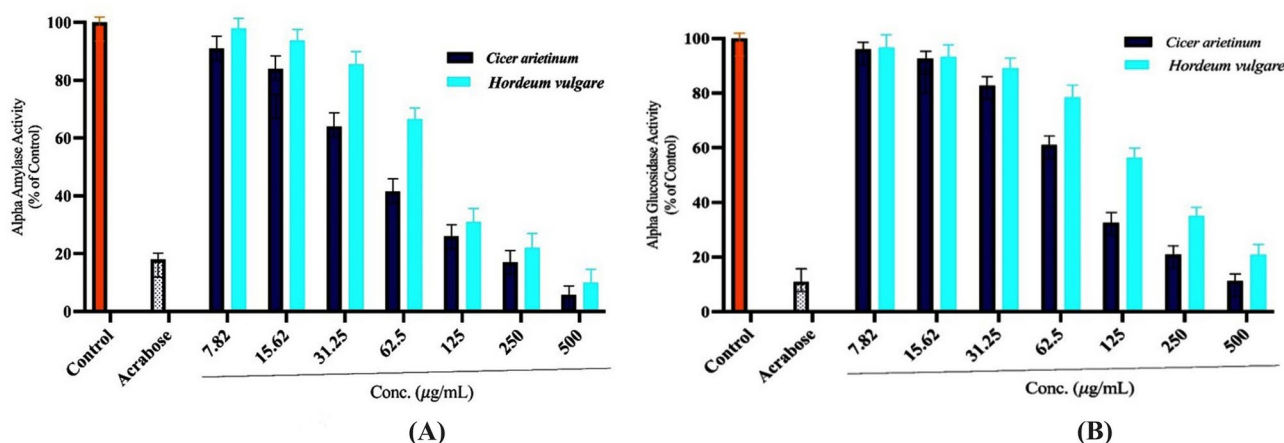 Alpha Amylase Activity
(% of Control)
100
80
60
40
20
0
Cicer arietinum
Hordeum vulgare
Control
Acrabose
7.82
15.62
31.25
62.5
125
250
500
Conc. (µg/mL)
(A)
Alpha Glucosidase Activity
(% of Control)
100
80
60
40
20
0
Cicer arietinum
Hordeum vulgare
Control
Acrabose
7.82
15.62
31.25
62.5
125
250
500
Conc. (µg/mL)
(B)